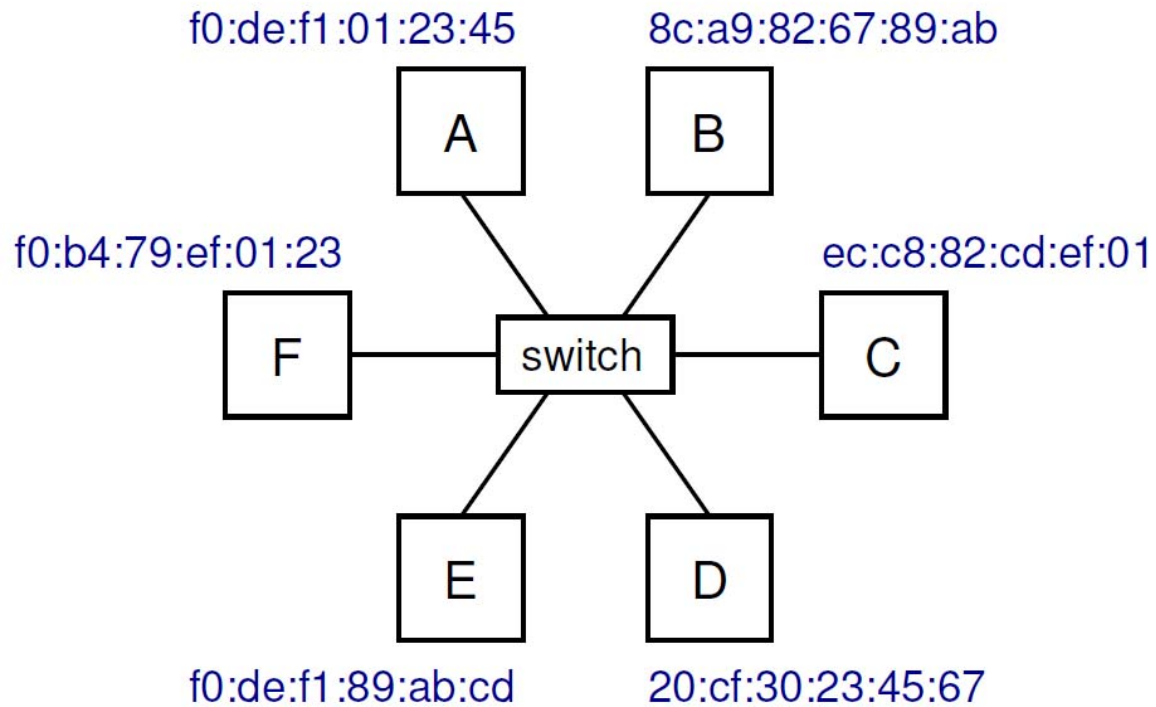 f0:de:f1:01:23:45 8c:a9:82:67:89:ab
A B
f0:b4:79:ef:01:23 ec:c8:82:cd:ef:01
F switch C
E D
f0:de:f1:89:ab:cd 20:cf:30:23:45:67